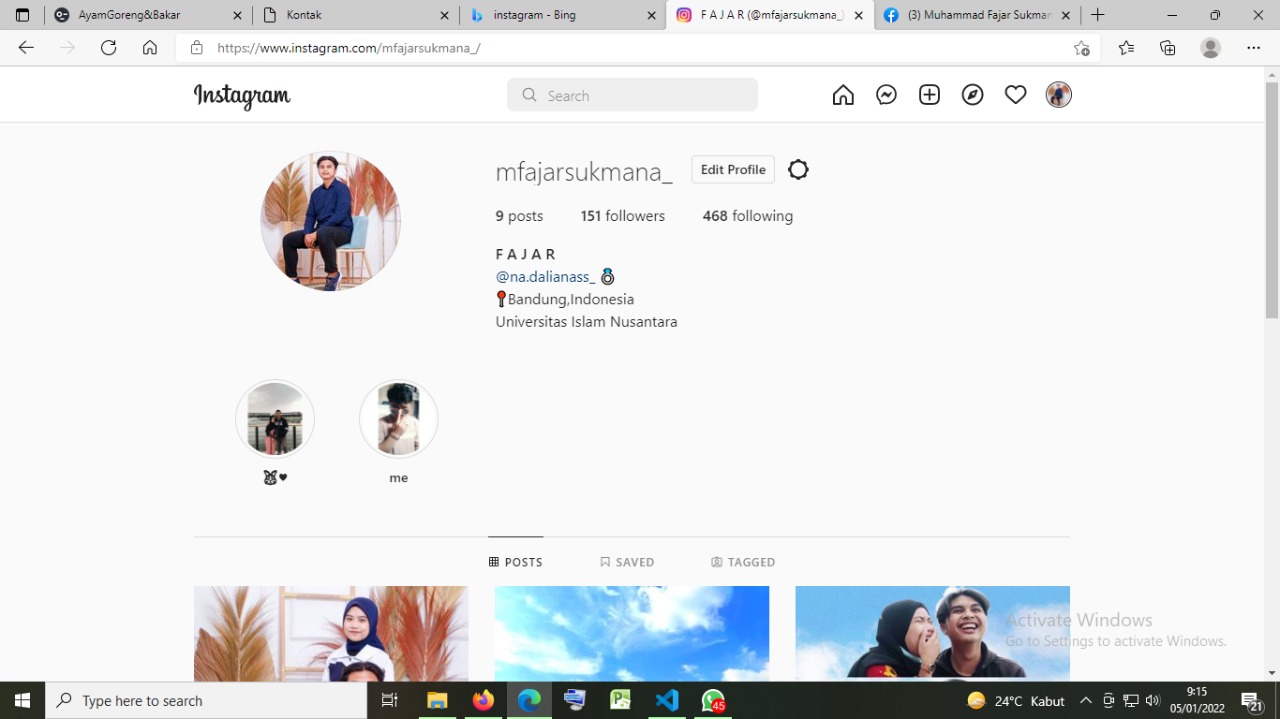 AyamGoreng&Bakar
Kontak
instagram - Bing
F A J A R (@mfajarsukmana_)
(3) Muhammad Fajar Sukman
https://www.instagram.com/mfajarsukmana_/
Instagram
Search
mfajarsukmana_
Edit Profile
9 posts
151 followers
468 following
F A J A R
@na.dalianass_ 💍
📍Bandung,Indonesia
Universitas Islam Nusantara
🐰♥
me
POSTS
SAVED
TAGGED
Activate Windows
Go to Settings to activate Windows.
Type here to search
45
24°C Kabut
9:15
05/01/2022
21